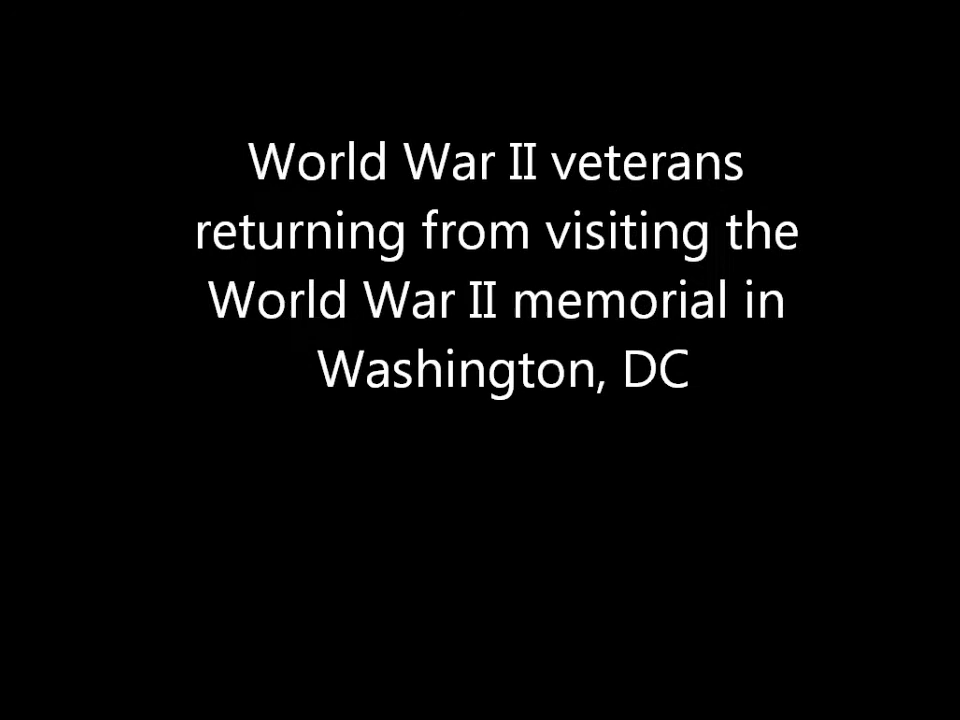 World War II veterans
returning from visiting the
World War II memorial in
Washington, DC